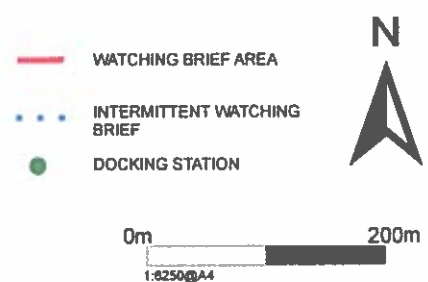 N
WATCHING BRIEF AREA
INTERMITTENT WATCHING
BRIEF
DOCKING STATION
0m
200m
1:6250@A4